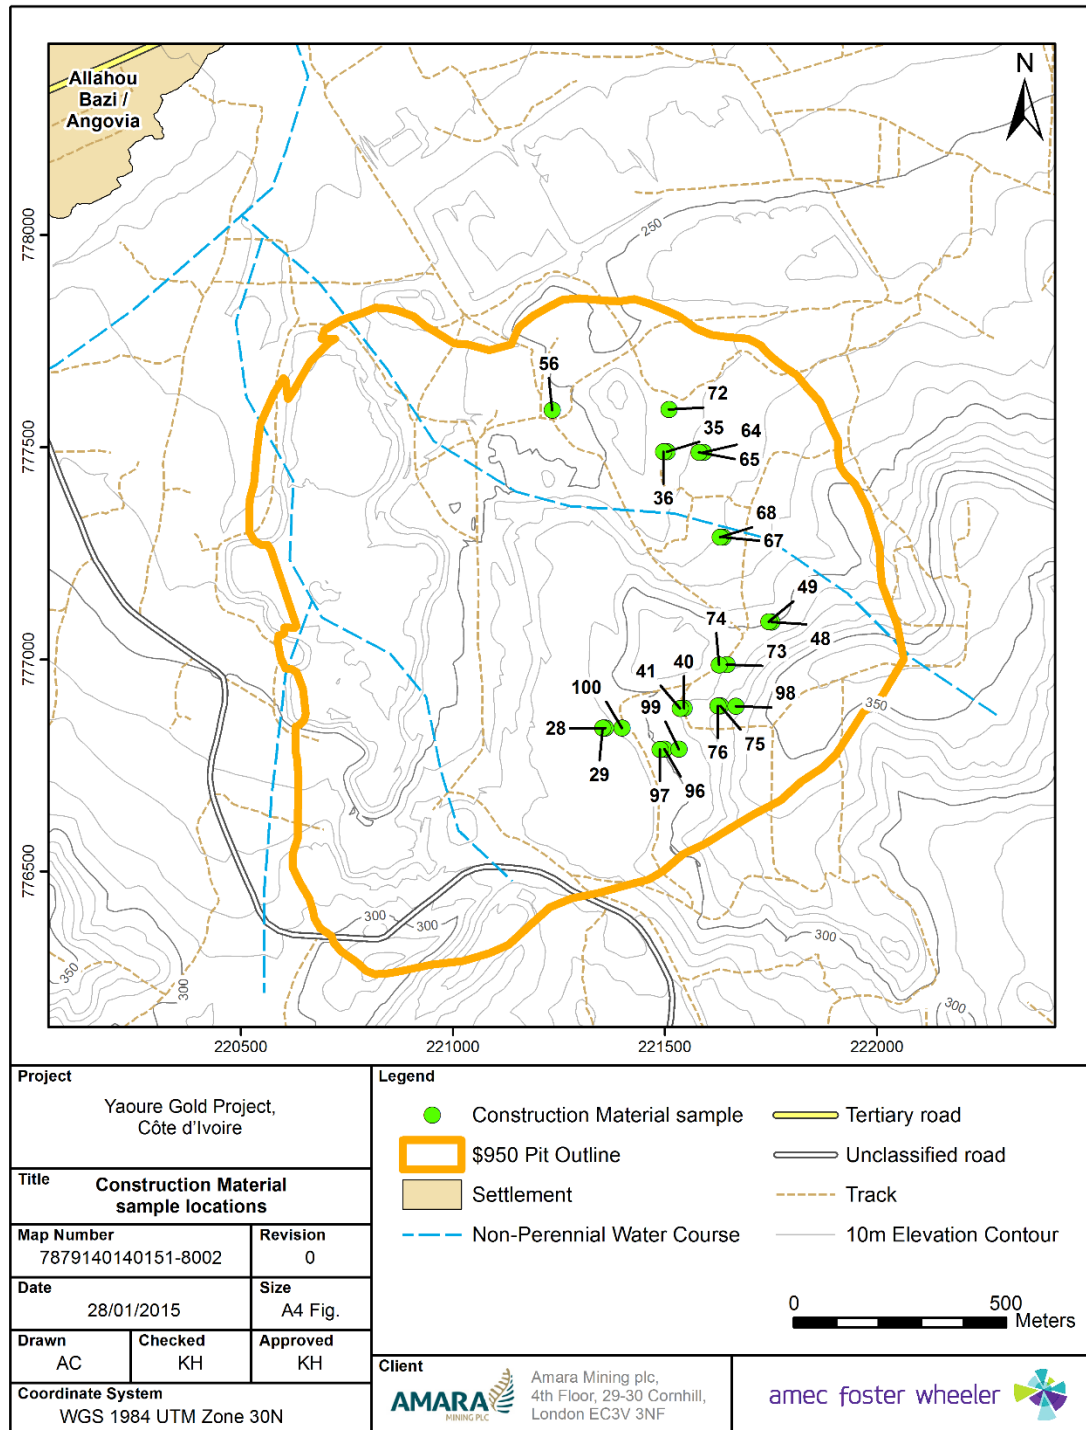 Allahou
Bazi /
Angovia
N
778000
777500
777000
776500
250
56
72
35
64
65
36
68
67
49
48
74
73
41
40
98
100
99
28
29
76
75
97
96
350
300
300
300
350
300
300
220500
221000
221500
222000
Project
Yaoure Gold Project,
Côte d'Ivoire
Title
Construction Material
sample locations
Map Number
7879140140151-8002
Revision
0
Date
28/01/2015
Size
A4 Fig.
Drawn
AC
Checked
KH
Approved
KH
Coordinate System
WGS 1984 UTM Zone 30N
Legend
Construction Material sample
$950 Pit Outline
Settlement
Non-Perennial Water Course
Tertiary road
Unclassified road
Track
10m Elevation Contour
0 500
Meters
Client
AMARA
MINING PLC
Amara Mining plc,
4th Floor, 29-30 Cornhill,
London EC3V 3NF
amec foster wheeler